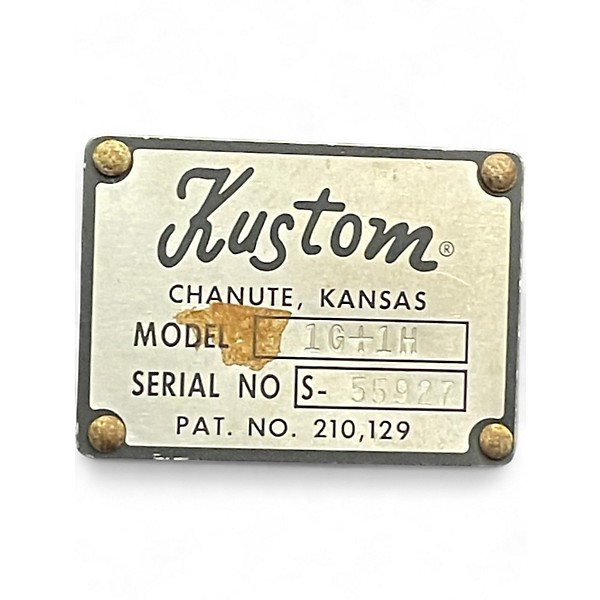 Kustom®
CHANUTE, KANSAS
MODEL 1G+1H
SERIAL NO S- 55927
PAT. NO. 210,129